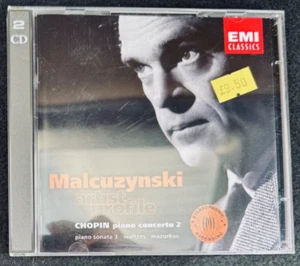 2
CD
EMI
CLASSICS
£9.50
Malcuzynski
artist
profile
CHOPIN piano concerto 2
piano sonata 3 waltzes mazurkas